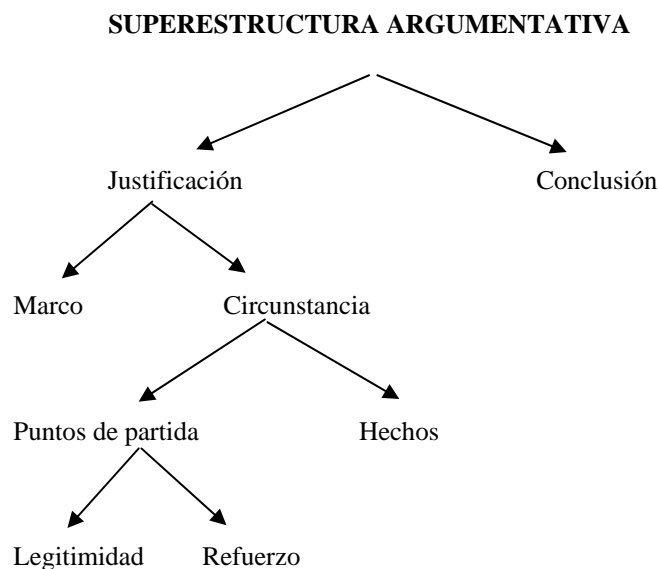 SUPERESTRUCTURA ARGUMENTATIVA
Justificación Conclusión
Marco Circunstancia
Puntos de partida Hechos
Legitimidad Refuerzo